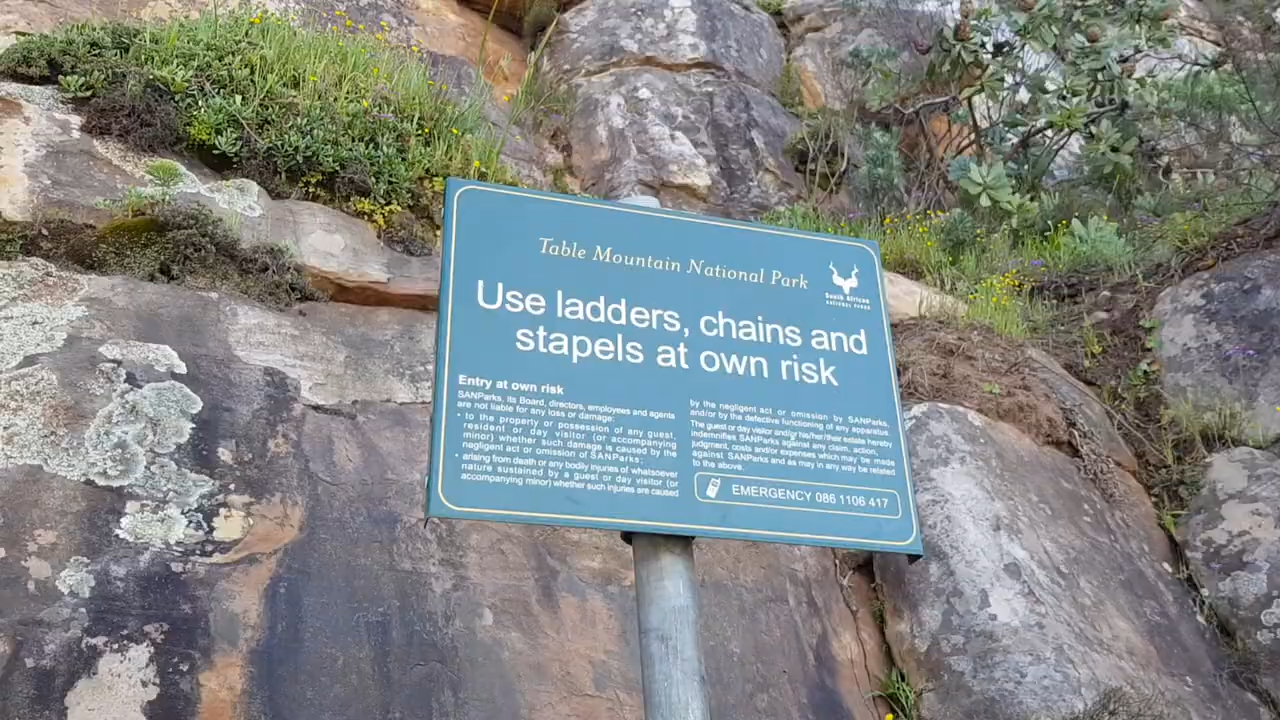 Table Mountain National Park
South African
NATIONAL PARKS
Use ladders, chains and
stapels at own risk
Entry at own risk
SANParks, its Board, directors, employees and agents
are not liable for any loss or damage:
• to the property or possession of any guest,
resident or day visitor (or accompanying
minor) whether such damage is caused by the
negligent act or omission of SANParks;
• arising from death or any bodily injuries of whatsoever
nature sustained by a guest or day visitor (or
accompanying minor) whether such injuries are caused
by the negligent act or omission by SANParks,
and/or by the defective functioning of any apparatus.
The guest or day visitor and/or his/her/their estate hereby
indemnifies SANParks against any claim, action,
judgment, costs and/or expenses which may be made
against SANParks and as may in any way be related
to the above.
EMERGENCY 086 1106 417